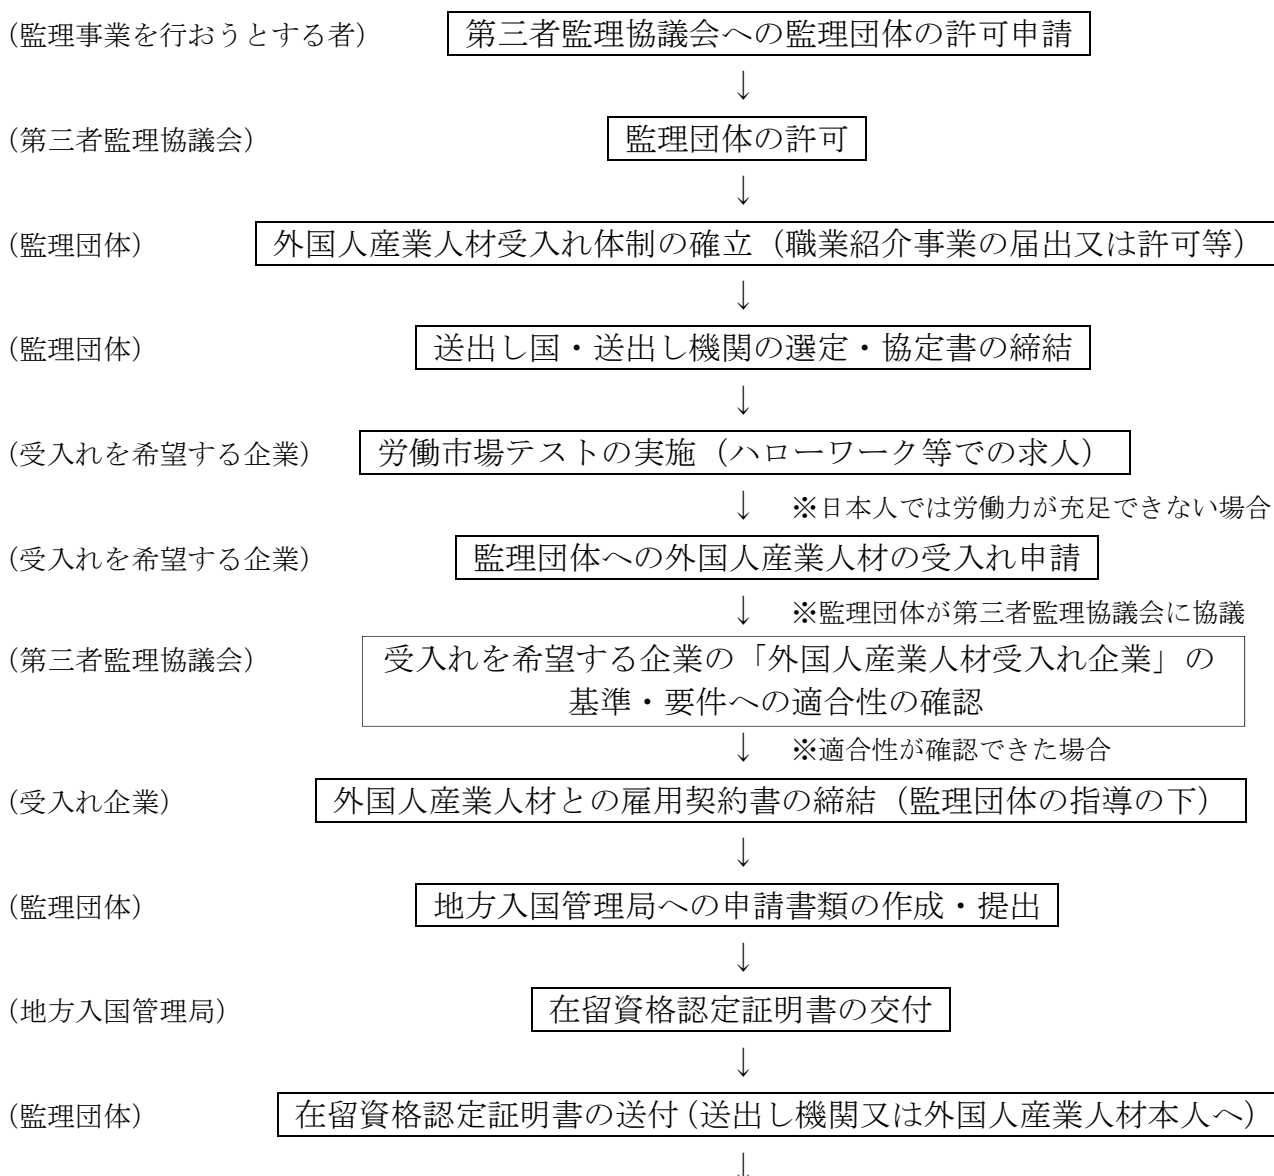 (監理事業を行おうとする者) 第三者監理協議会への監理団体の許可申請
↓
(第三者監理協議会) 監理団体の許可
↓
(監理団体) 外国人産業人材受入れ体制の確立（職業紹介事業の届出又は許可等）
↓
(監理団体) 送出し国・送出し機関の選定・協定書の締結
↓
(受入れを希望する企業) 労働市場テストの実施（ハローワーク等での求人）
↓ ※日本人では労働力が充足できない場合
(受入れを希望する企業) 監理団体への外国人産業人材の受入れ申請
↓ ※監理団体が第三者監理協議会に協議
(第三者監理協議会) 受入れを希望する企業の「外国人産業人材受入れ企業」の
基準・要件への適合性の確認
↓ ※適合性が確認できた場合
(受入れ企業) 外国人産業人材との雇用契約書の締結（監理団体の指導の下）
↓
(監理団体) 地方入国管理局への申請書類の作成・提出
↓
(地方入国管理局) 在留資格認定証明書の交付
↓
(監理団体) 在留資格認定証明書の送付(送出し機関又は外国人産業人材本人へ)
↓